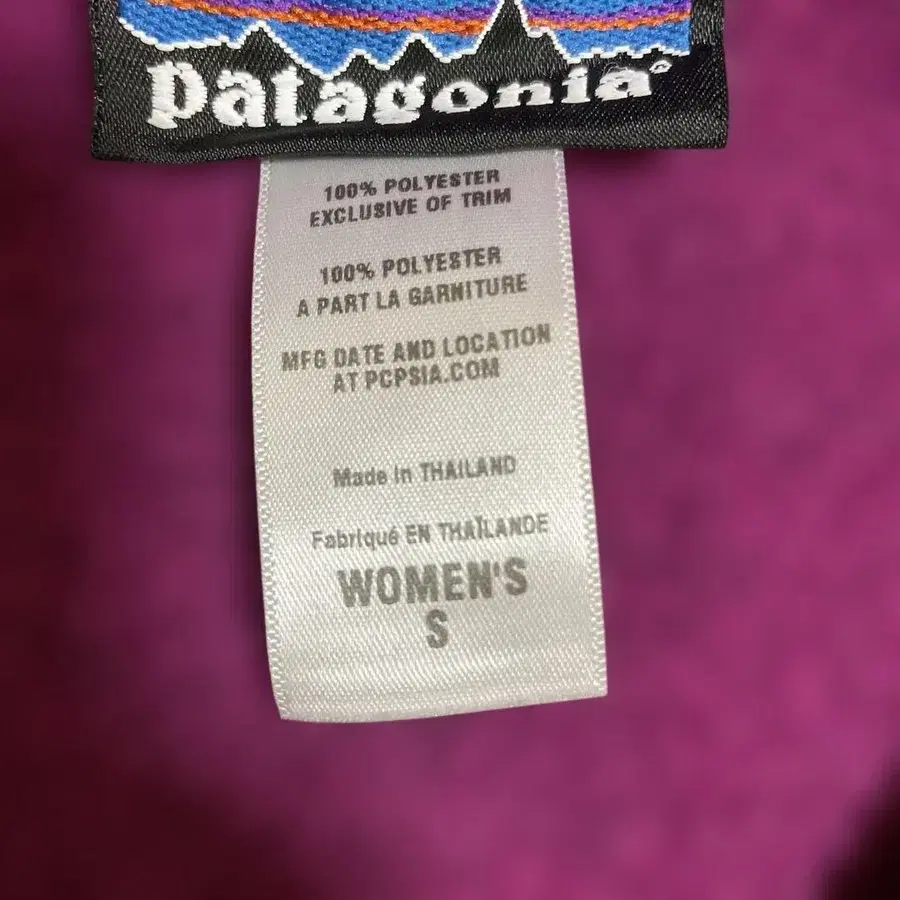 patagonia®
100% POLYESTER
EXCLUSIVE OF TRIM
100% POLYESTER
A PART LA GARNITURE
MFG DATE AND LOCATION
AT PCPSIA.COM
Made in THAILAND
Fabriqué EN THAÏLANDE
WOMEN'S
S